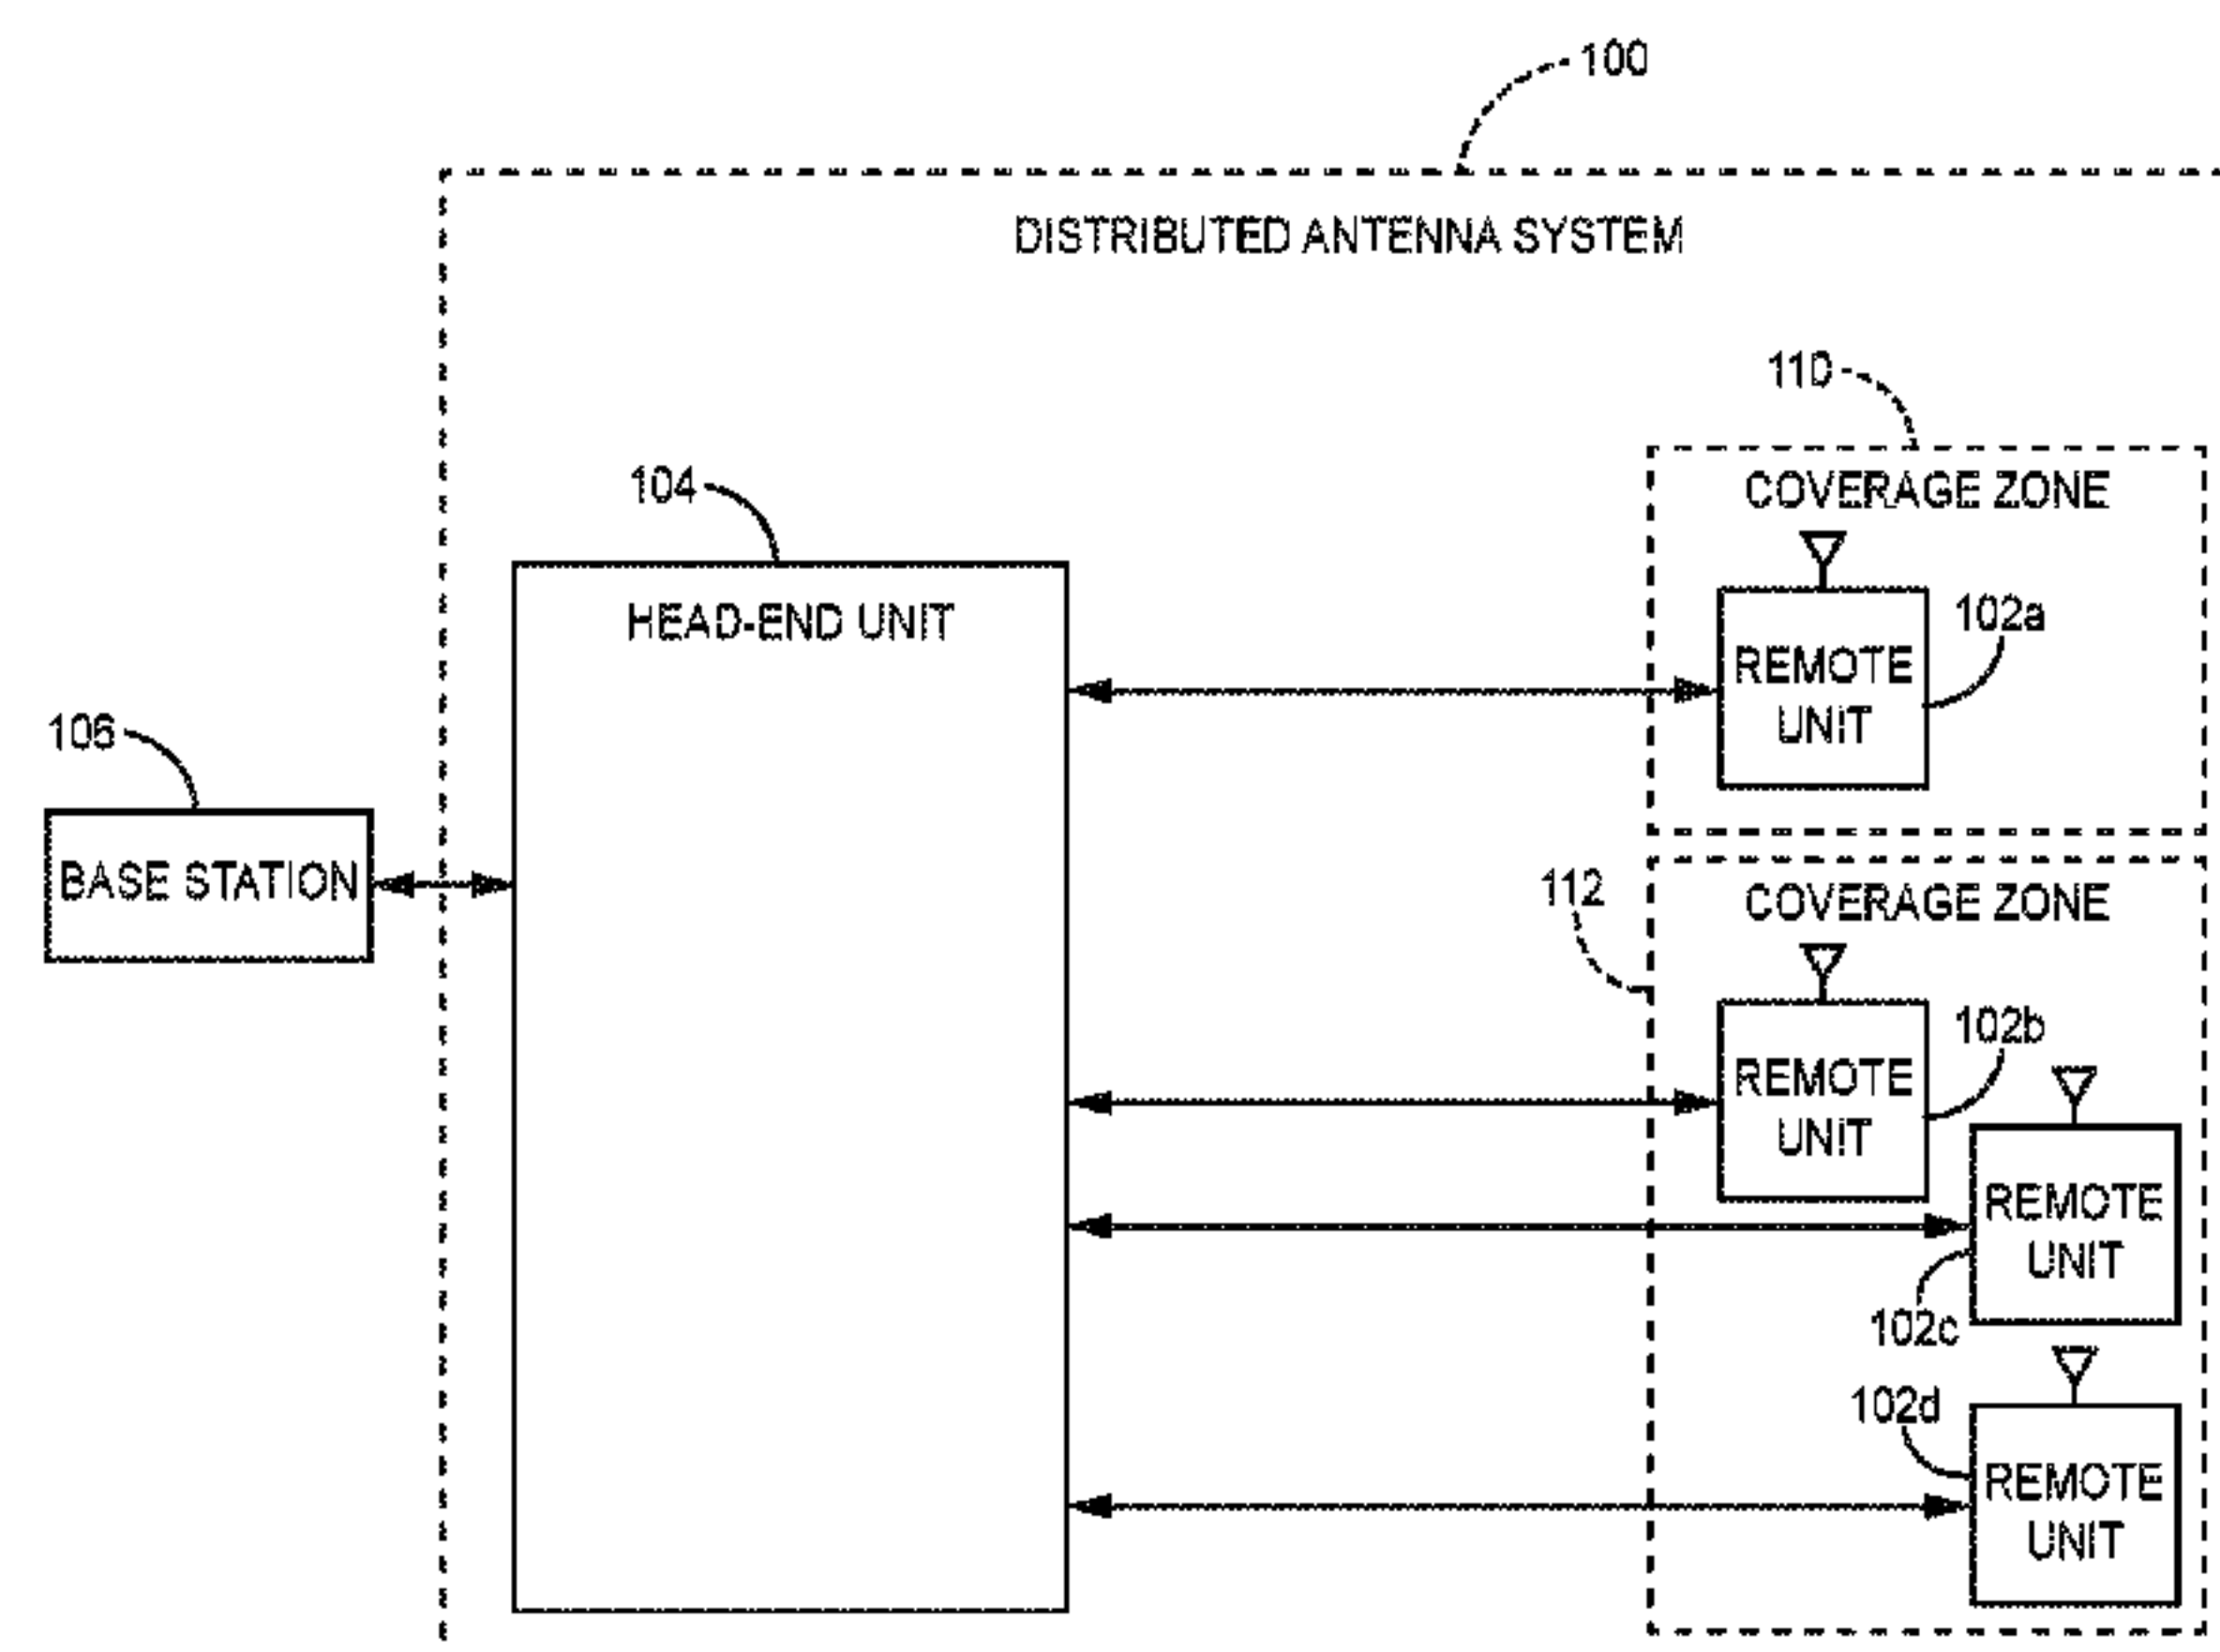 100
DISTRIBUTED ANTENNA SYSTEM
110
COVERAGE ZONE
104
HEAD-END UNIT
102a
REMOTE
UNIT
106
BASE STATION
112
COVERAGE ZONE
102b
REMOTE
UNIT
REMOTE
UNIT
102c
102d
REMOTE
UNIT